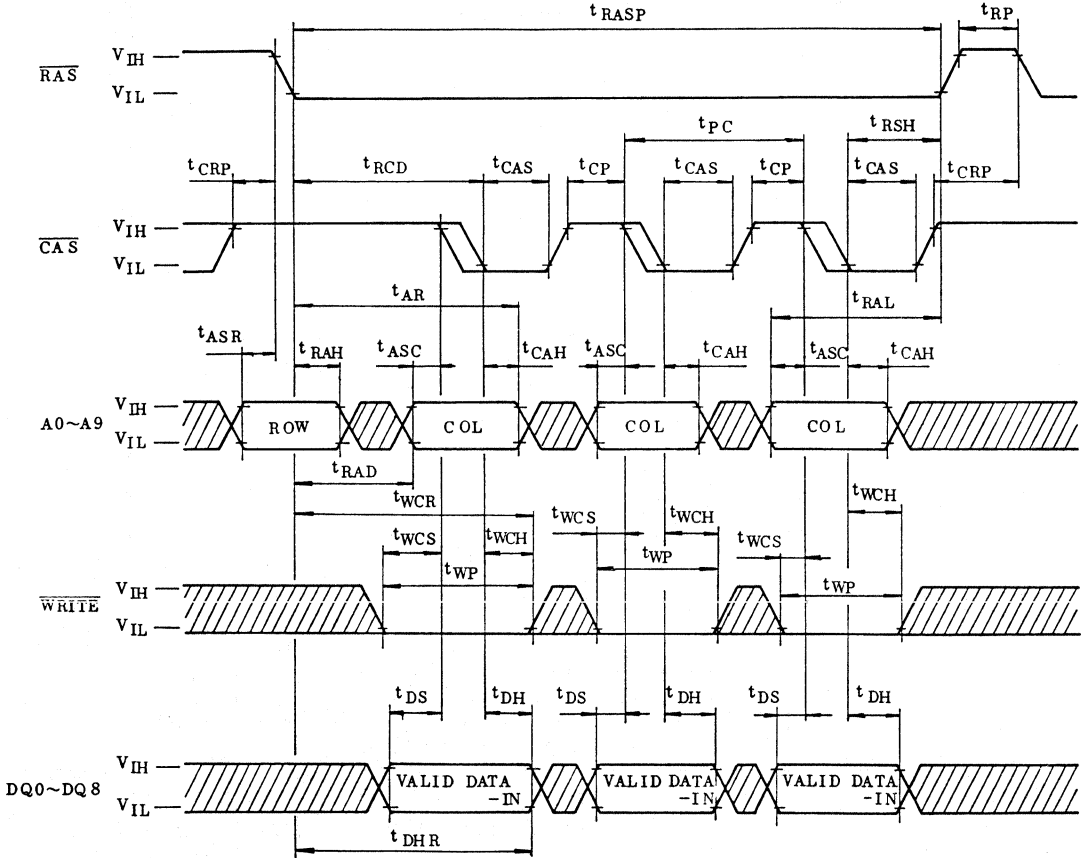 tRASP tRP
VIH
RAS
VIL
tPC tRSH
tCRP tRCD tCAS tCP tCAS tCP tCAS tCRP
VIH
CAS
VIL
tAR tRAL
tASR tRAH tASC tCAH tASC tCAH tASC tCAH
VIH
A0~A9 ROW COL COL COL
VIL
tRAD
tWCR tWCH
tWCS tWCH tWCS tWCH tWCS
tWP tWP tWP
VIH
WRITE
VIL
tDS tDH tDS tDH tDS tDH
VIH
DQ0~DQ8 VALID DATA VALID DATA VALID DATA
VIL -IN -IN -IN
tDHR